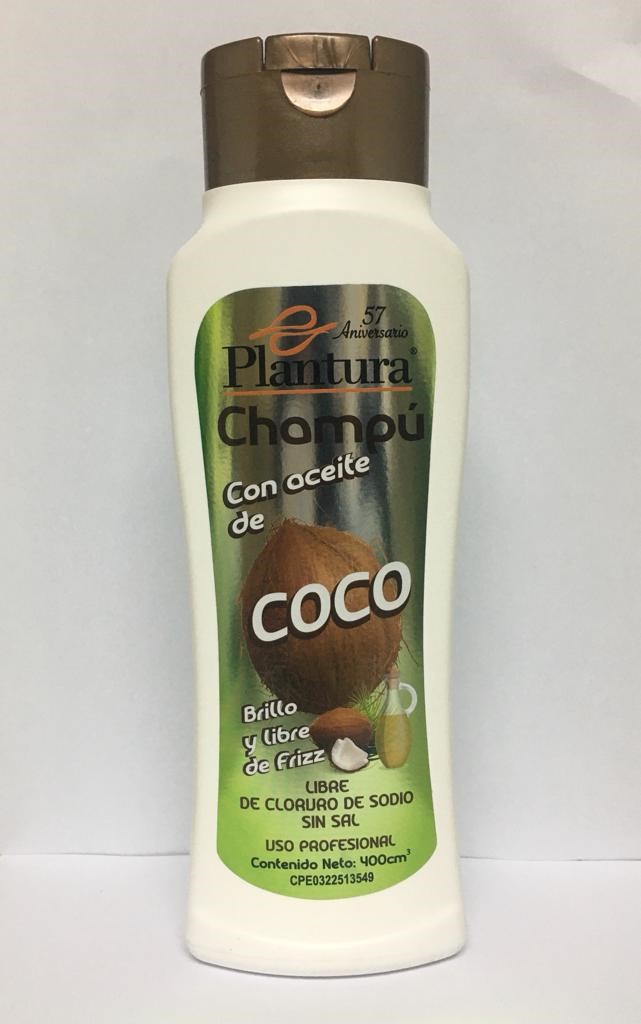 57
Aniversario
Plantura®
Champú
Con aceite
de
COCO
Brillo
y libre
de Frizz
LIBRE
DE CLORURO DE SODIO
SIN SAL
USO PROFESIONAL
Contenido Neto: 400cm³
CPE0322513549